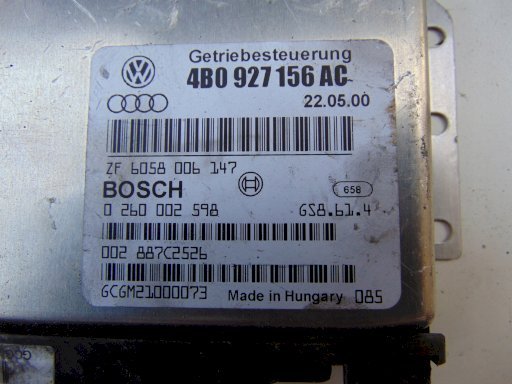 Getriebesteuerung
4B0 927 156 AC
22.05.00
ZF 6058 006 147
BOSCH
658
0 260 002 598 GS8.61.4
002 887C2526
GCGM21000073 Made in Hungary 085